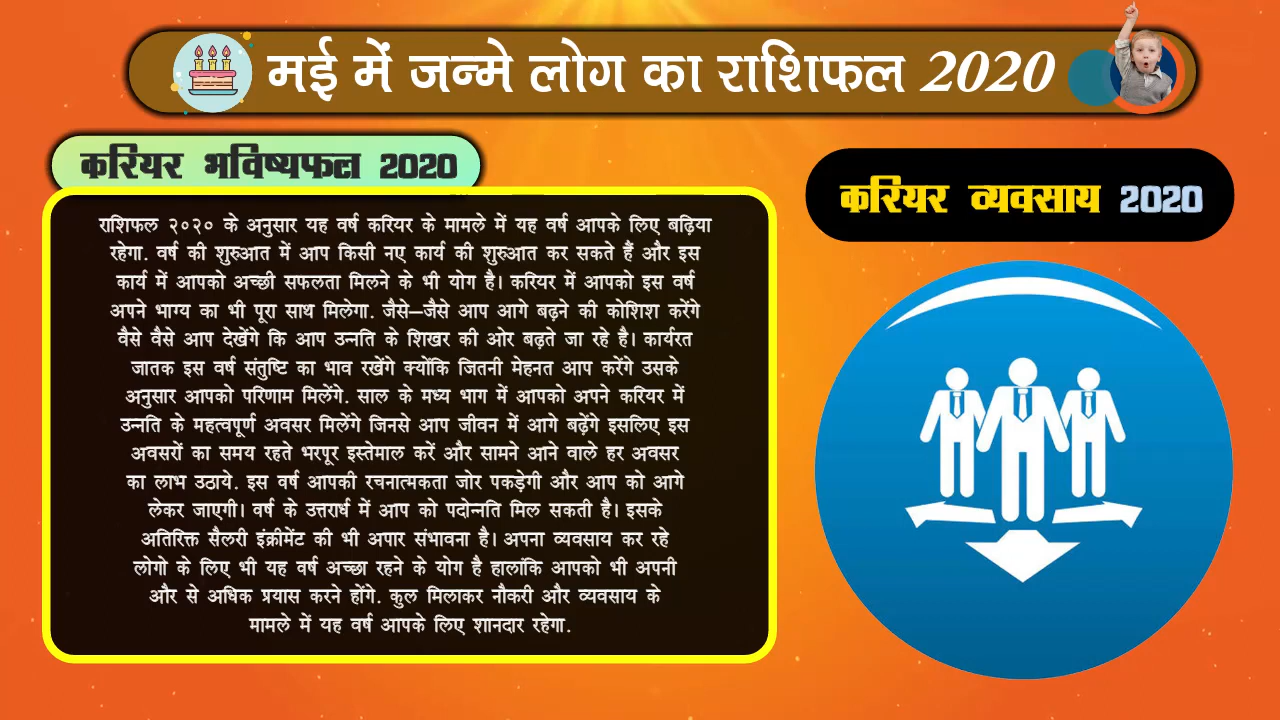 मई में जन्मे लोग का राशिफल 2020
करियर भविष्यफल 2020
करियर व्यवसाय 2020
राशिफल २०२० के अनुसार यह वर्ष करियर के मामले में यह वर्ष आपके लिए बढ़िया
रहेगा. वर्ष की शुरुआत में आप किसी नए कार्य की शुरुआत कर सकते हैं और इस
कार्य में आपको अच्छी सफलता मिलने के भी योग है। करियर में आपको इस वर्ष
अपने भाग्य का भी पूरा साथ मिलेगा. जैसे–जैसे आप आगे बढ़ने की कोशिश करेंगे
वैसे वैसे आप देखेंगे कि आप उन्नति के शिखर की ओर बढ़ते जा रहे है। कार्यरत
जातक इस वर्ष संतुष्टि का भाव रखेंगे क्योंकि जितनी मेहनत आप करेंगे उसके
अनुसार आपको परिणाम मिलेंगे. साल के मध्य भाग में आपको अपने करियर में
उन्नति के महत्वपूर्ण अवसर मिलेंगे जिनसे आप जीवन में आगे बढ़ेंगे इसलिए इस
अवसरों का समय रहते भरपूर इस्तेमाल करें और सामने आने वाले हर अवसर
का लाभ उठाये. इस वर्ष आपकी रचनात्मकता जोर पकड़ेगी और आप को आगे
लेकर जाएगी। वर्ष के उत्तरार्ध में आप को पदोन्नति मिल सकती है। इसके
अतिरिक्त सैलरी इंक्रीमेंट की भी अपार संभावना है। अपना व्यवसाय कर रहे
लोगो के लिए भी यह वर्ष अच्छा रहने के योग है हालांकि आपको भी अपनी
और से अधिक प्रयास करने होंगे. कुल मिलाकर नौकरी और व्यवसाय के
मामले में यह वर्ष आपके लिए शानदार रहेगा.